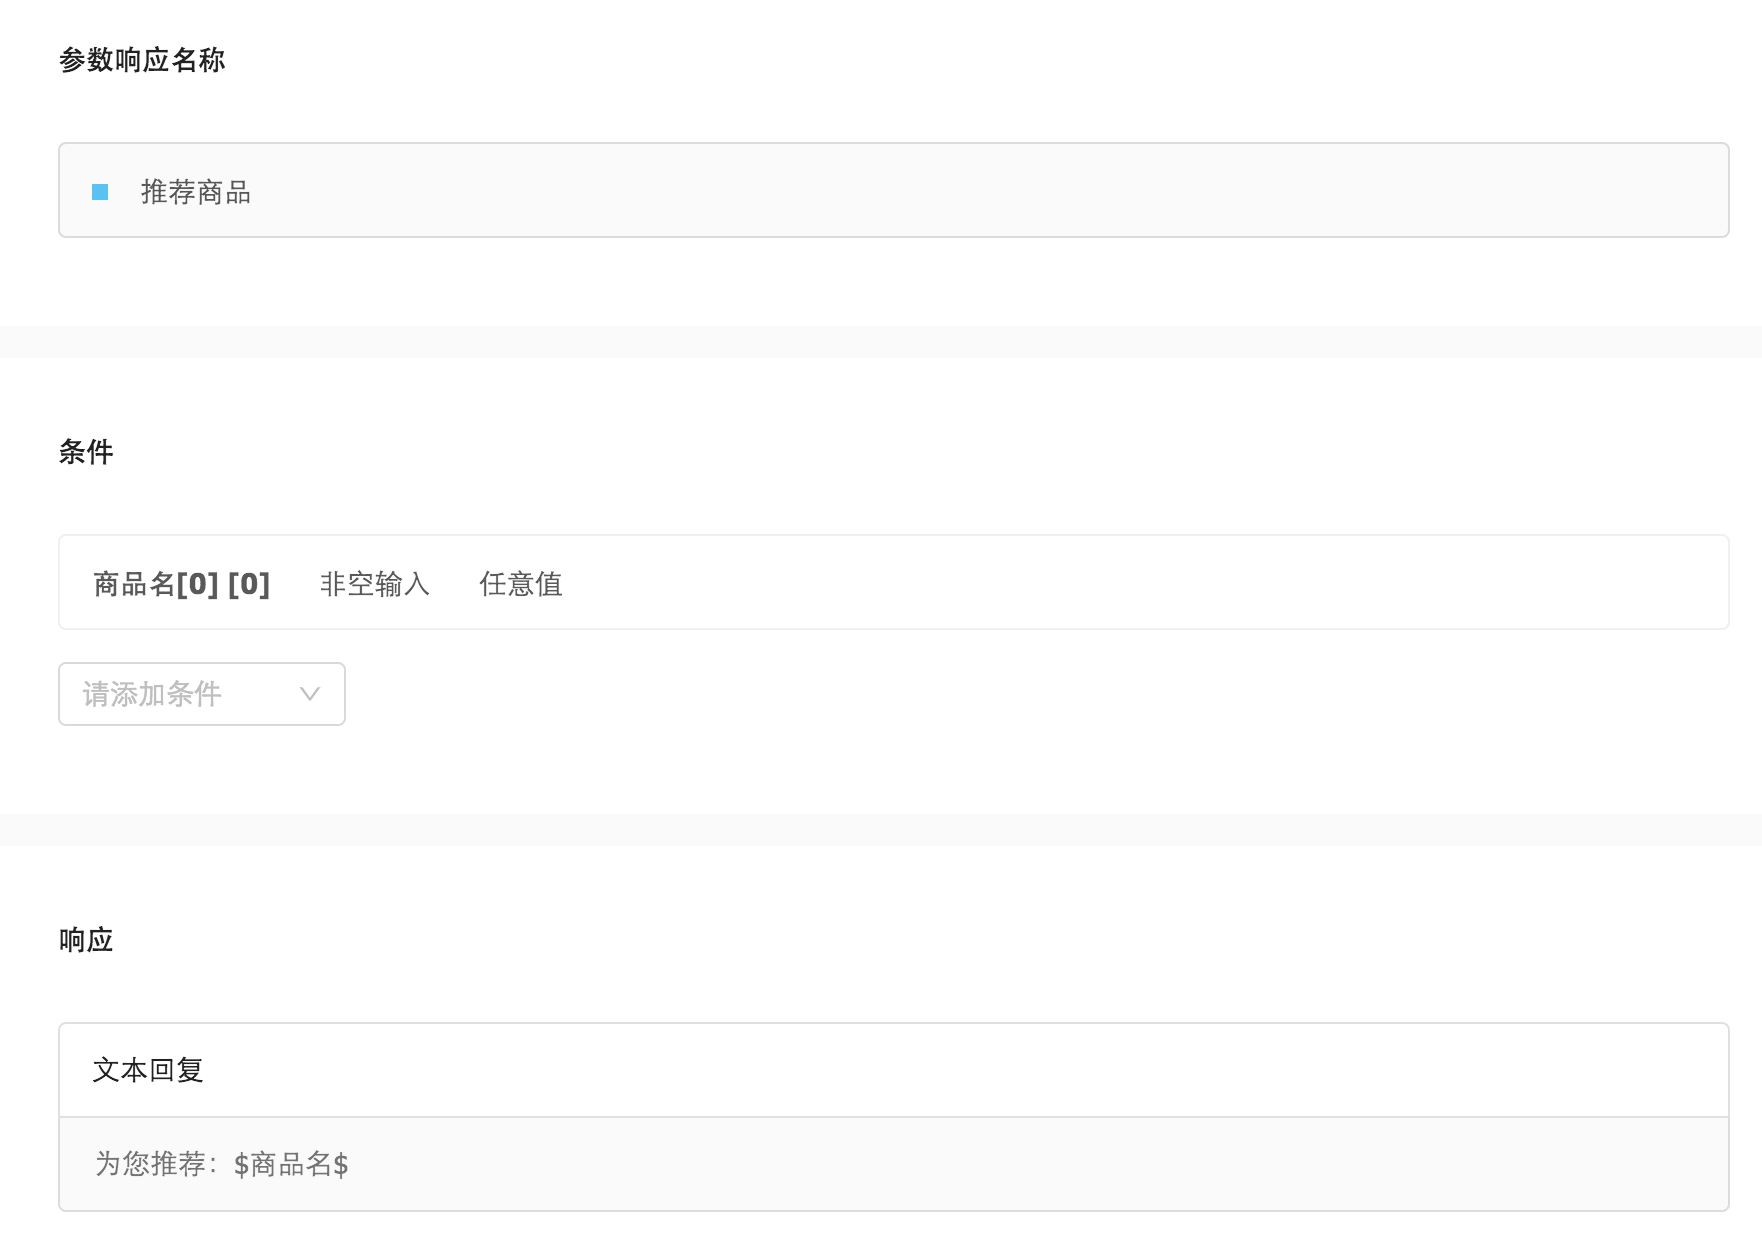 参数响应名称
推荐商品
条件
商品名[0] [0] 非空输入 任意值
请添加条件
响应
文本回复
为您推荐：$商品名$